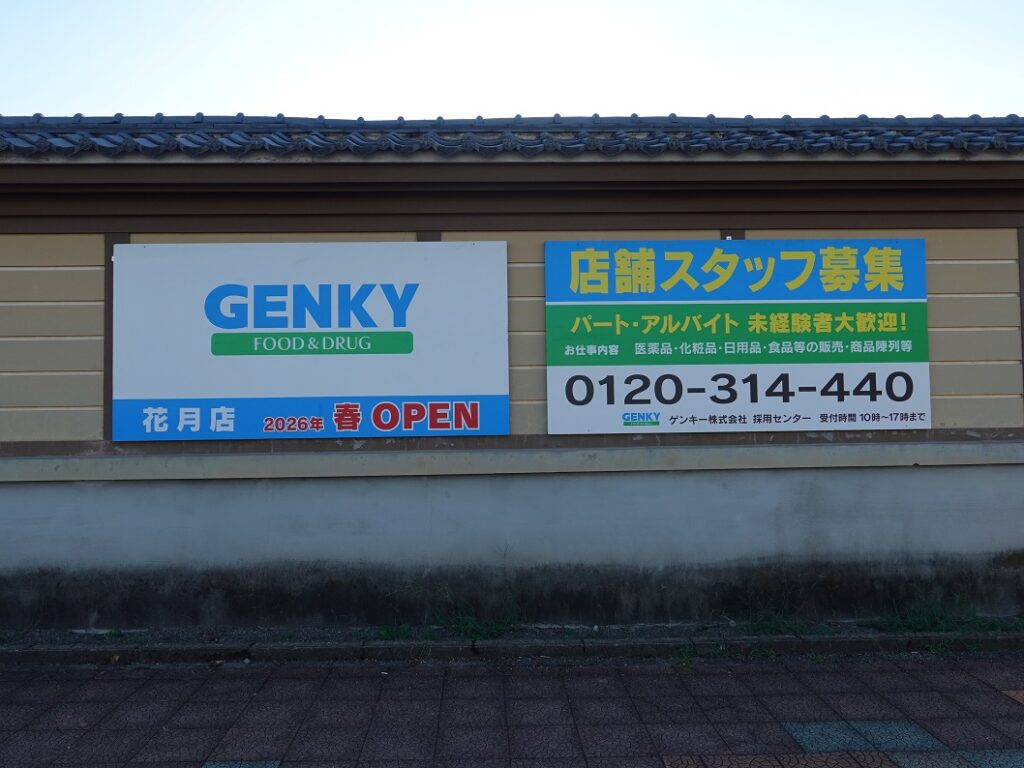 GENKY
FOOD & DRUG
花月店 2026年 春 OPEN
店舗スタッフ募集
パート・アルバイト 未経験者大歓迎!
お仕事内容 医薬品・化粧品・日用品・食品等の販売・商品陳列等
0120-314-440
GENKY ゲンキー株式会社 採用センター 受付時間 10時〜17時まで